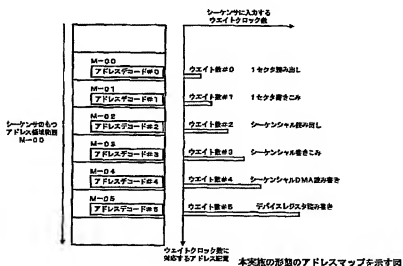 シーケンサに入力する
ウエイトクロック数
M-00
アドレスデコード#0
ウエイト数#0 1セクタ読み出し
M-01
アドレスデコード#1
ウエイト数#1 1セクタ書きこみ
M-02
アドレスデコード#2
ウエイト数#2 シーケンシャル読み出し
シーケンサのもつ
アドレス領域範囲
M-00
M-03
アドレスデコード#3
ウエイト数#3 シーケンシャル書きこみ
M-04
アドレスデコード#4
ウエイト数#4 シーケンシャルDMA読み書き
M-05
アドレスデコード#5
ウエイト数#5 デバイスレジスタ読み書き
ウエイトクロック数に
対応するアドレス配置
本実施の形態のアドレスマップを示す図